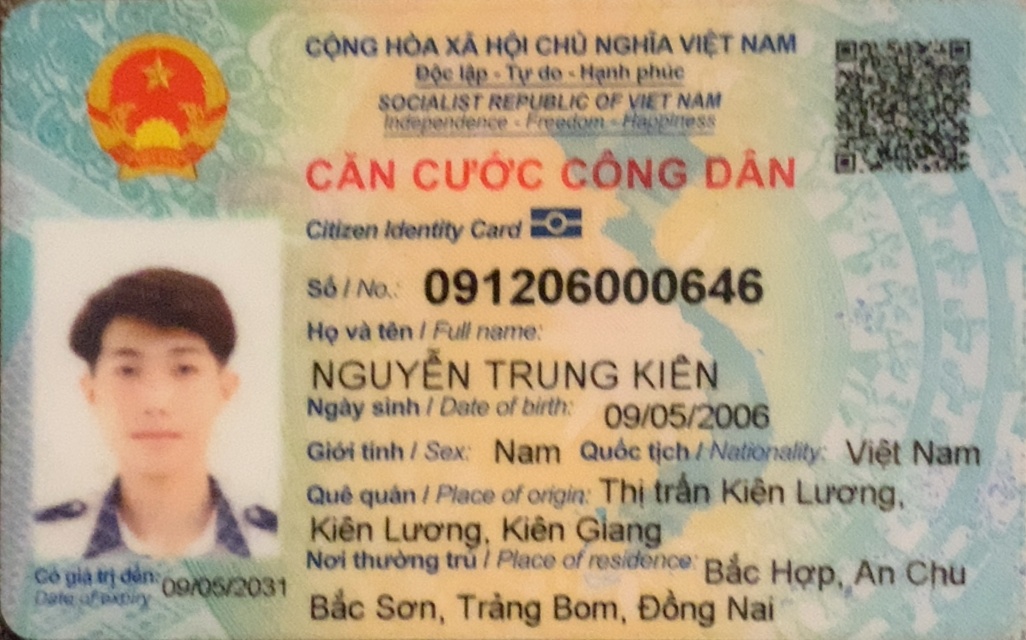 CỘNG HÒA XÃ HỘI CHỦ NGHĨA VIỆT NAM
Độc lập - Tự do - Hạnh phúc
SOCIALIST REPUBLIC OF VIET NAM
Independence - Freedom - Happiness
CĂN CƯỚC CÔNG DÂN
Citizen Identity Card
Số / No.: 091206000646
Họ và tên / Full name:
NGUYỄN TRUNG KIÊN
Ngày sinh / Date of birth: 09/05/2006
Giới tính / Sex: Nam Quốc tịch / Nationality: Việt Nam
Quê quán / Place of origin: Thị trấn Kiên Lương,
Kiên Lương, Kiên Giang
Nơi thường trú / Place of residence: Bắc Hợp, An Chu
Bắc Sơn, Trảng Bom, Đồng Nai
Có giá trị đến: 09/05/2031
Date of expiry